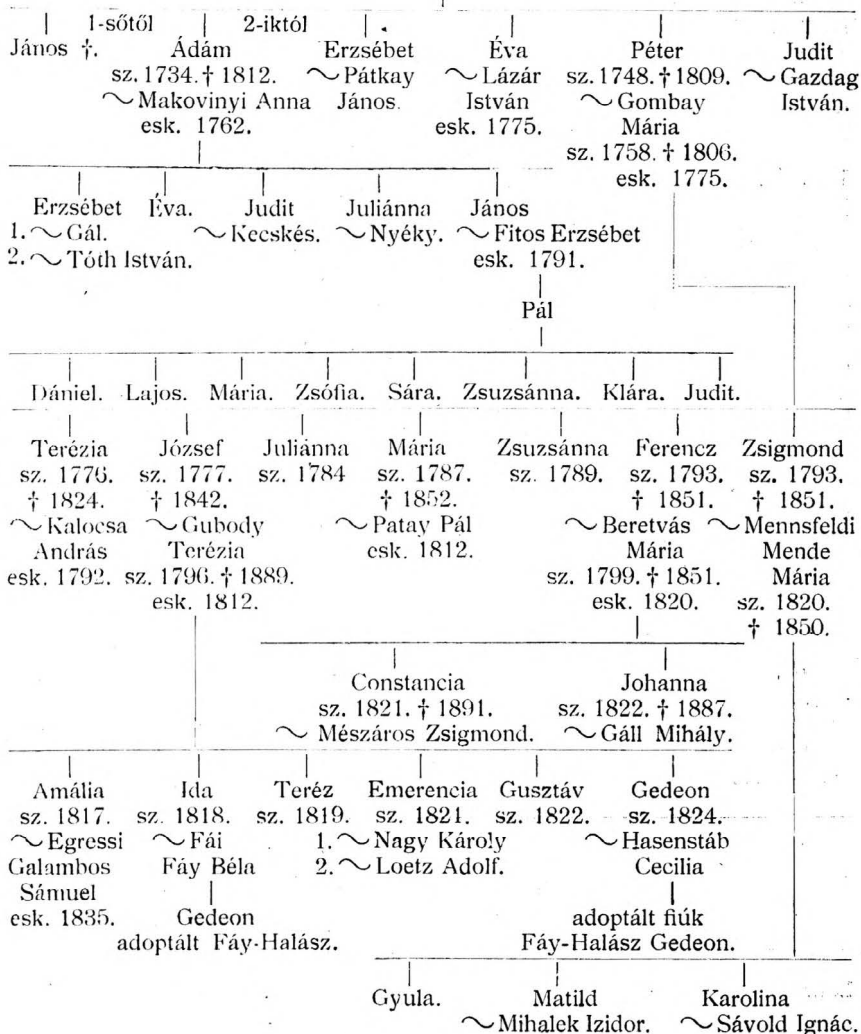 1-sőtől 2-iktól
János †. Ádám Erzsébet Éva Péter Judit
sz. 1734. † 1812. ~ Pátkay ~ Lázár sz. 1748. † 1809. ~ Gazdag
~ Makovinyi Anna János. István ~ Gombay István.
esk. 1762. esk. 1775. Mária
sz. 1758. † 1806.
esk. 1775.
Erzsébet Éva. Judit Juliánna János
1. ~ Gál. ~ Kecskés. ~ Nyéky. ~ Fitos Erzsébet
2. ~ Tóth István. esk. 1791.
Pál
Dániel. Lajos. Mária. Zsófia. Sára. Zsuzsánna. Klára. Judit.
Terézia József Juliánna Mária Zsuzsánna Ferencz Zsigmond
sz. 1776. sz. 1777. sz. 1784 sz. 1787. sz. 1789. sz. 1793. sz. 1793.
† 1824. † 1842. † 1852. † 1851. † 1851.
~ Kalocsa ~ Gubody ~ Patay Pál ~ Beretvás ~ Mennsfeldi
András Terézia esk. 1812. Mária Mende
esk. 1792. sz. 1796. † 1889. sz. 1799. † 1851. Mária
esk. 1812. esk. 1820. sz. 1820.
† 1850.
Constancia Johanna
sz. 1821. † 1891. sz. 1822. † 1887.
~ Mészáros Zsigmond. ~ Gáll Mihály.
Amália Ida Teréz Emerencia Gusztáv Gedeon
sz. 1817. sz. 1818. sz. 1819. sz. 1821. sz. 1822. sz. 1824.
~ Egressi ~ Fái 1. ~ Nagy Károly ~ Hasenstáb
Galambos Fáy Béla 2. ~ Loetz Adolf. Cecilia
Sámuel
esk. 1835. Gedeon adoptált fiúk
adoptált Fáy-Halász. Fáy-Halász Gedeon.
Gyula. Matild Karolina
~ Mihalek Izidor. ~ Sávold Ignác.